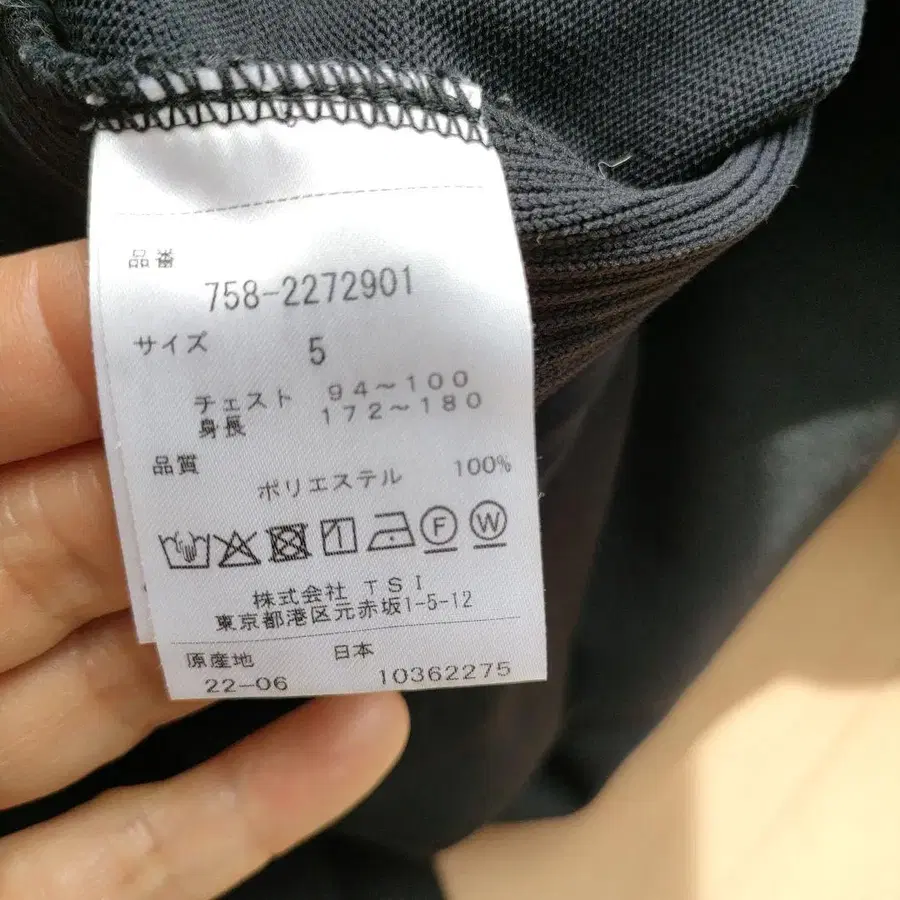 品番
758-2272901
サイズ 5
チェスト 94～100
身長 172～180
品質
ポリエステル 100%
F W
株式会社 TSI
東京都港区元赤坂1-5-12
原産地 日本
22-06 10362275